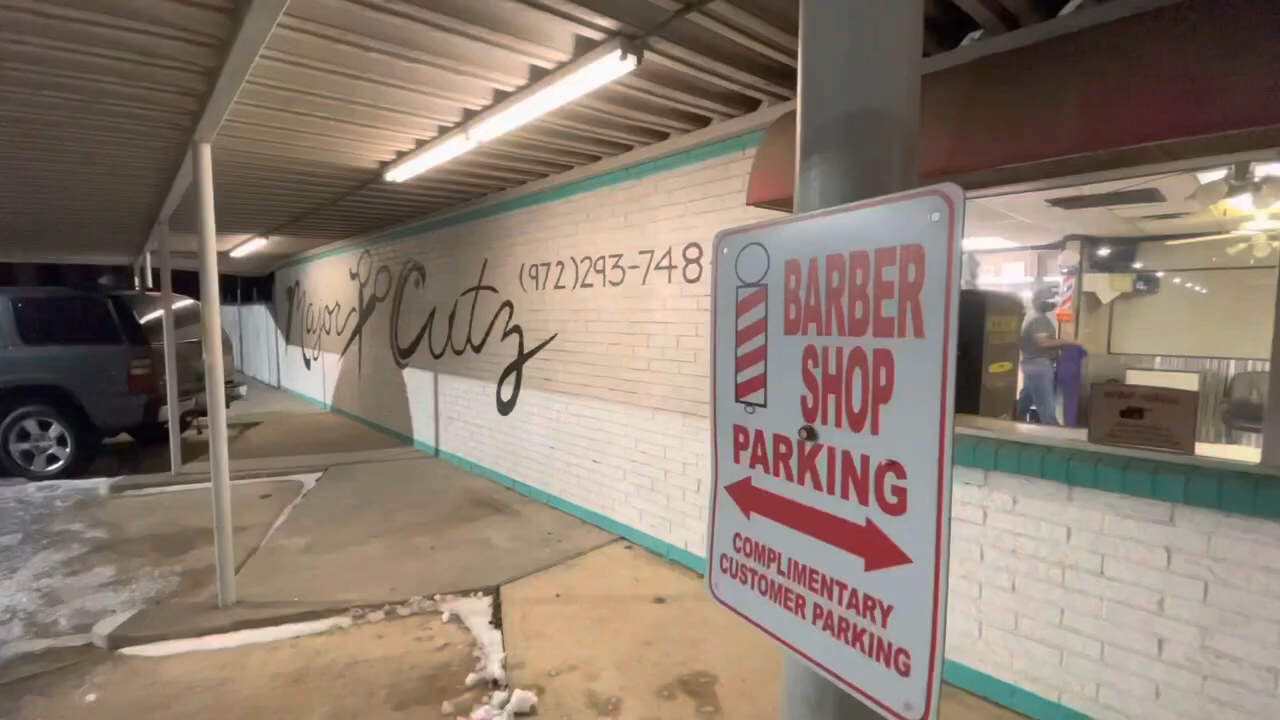 Major Cutz
(972)293-748
BARBER
SHOP
PARKING
COMPLIMENTARY
CUSTOMER PARKING